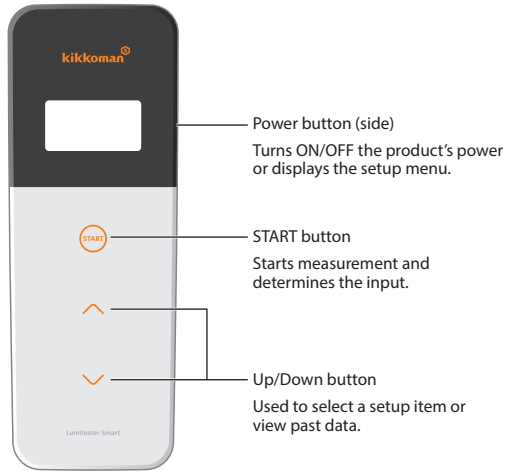 kikkoman
Power button (side)
Turns ON/OFF the product's power
or displays the setup menu.
START
START button
Starts measurement and
determines the input.
Up/Down button
Used to select a setup item or
view past data.
Lumitester Smart